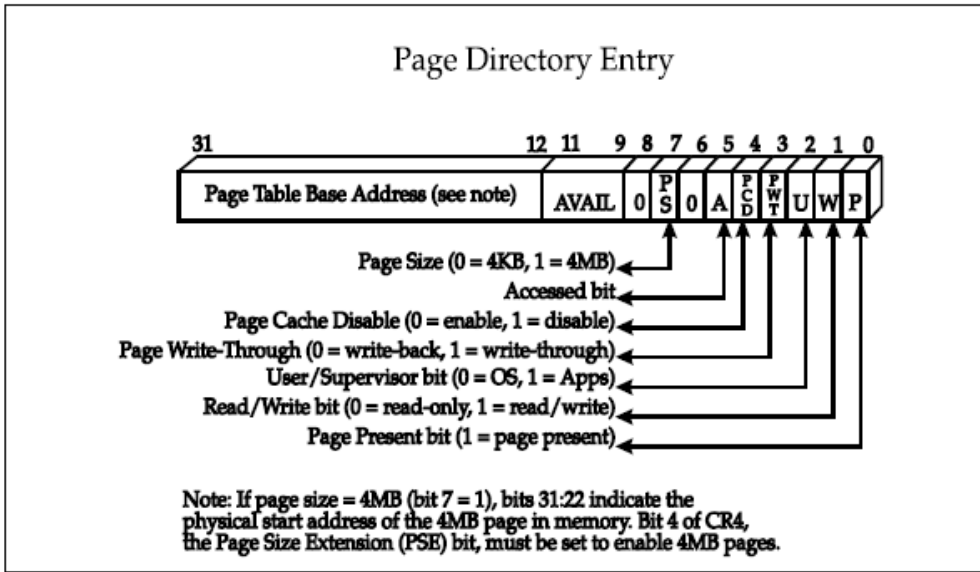 Page Directory Entry
31 12 11 9 8 7 6 5 4 3 2 1 0
Page Table Base Address (see note) AVAIL 0 PS 0 A PCD PWT U W P
Page Size (0 = 4KB, 1 = 4MB)
Accessed bit
Page Cache Disable (0 = enable, 1 = disable)
Page Write-Through (0 = write-back, 1 = write-through)
User/Supervisor bit (0 = OS, 1 = Apps)
Read/Write bit (0 = read-only, 1 = read/write)
Page Present bit (1 = page present)
Note: If page size = 4MB (bit 7 = 1), bits 31:22 indicate the
physical start address of the 4MB page in memory. Bit 4 of CR4,
the Page Size Extension (PSE) bit, must be set to enable 4MB pages.